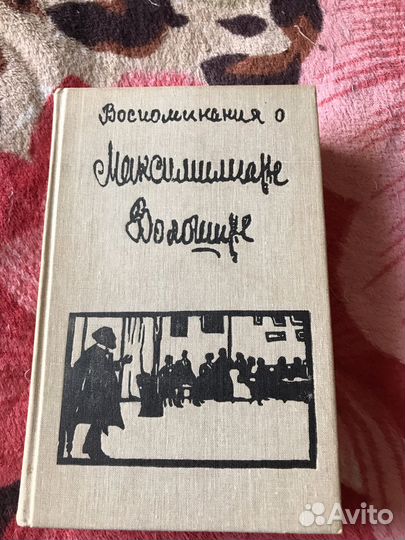 Воспоминания о
Максимилиане
Волошине
Avito